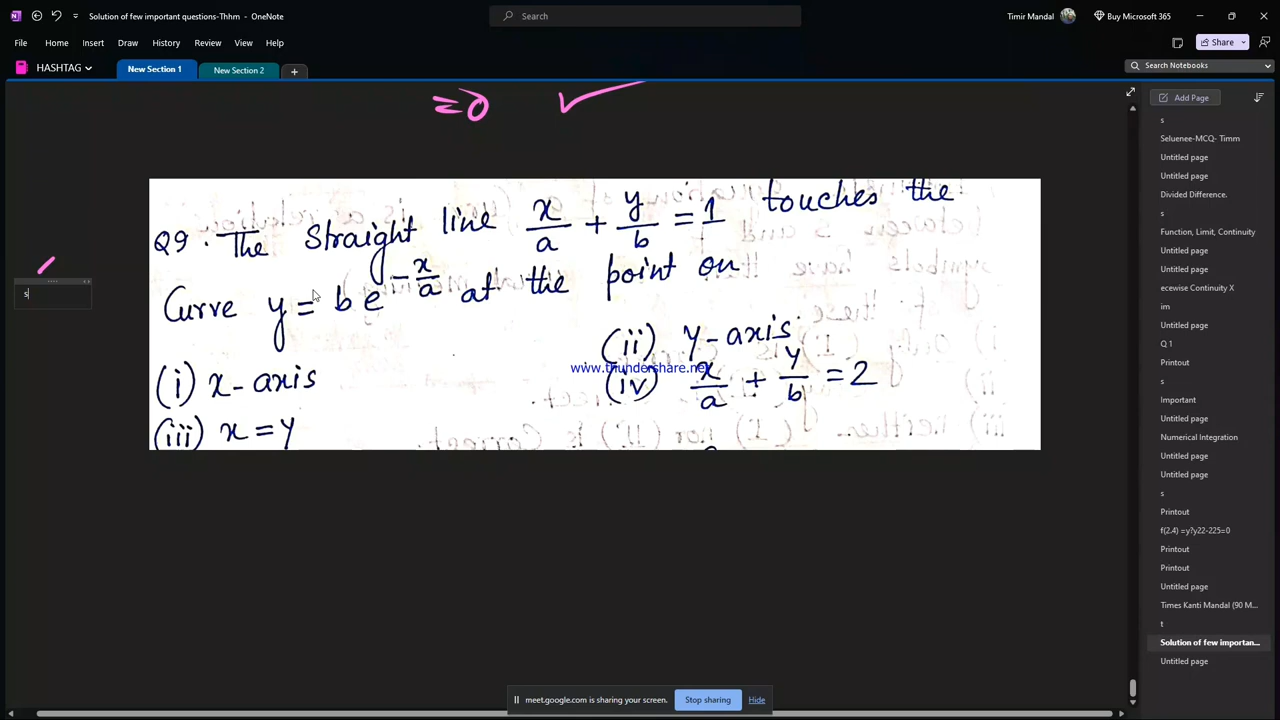 Solution of few important questions-Thhm - OneNote
Search
Timir Mandal
Buy Microsoft 365
File Home Insert Draw History Review View Help
Share
HASHTAG
New Section 1
New Section 2
+
Search Notebooks
Add Page
= 0 ✓
s
Q9. The Straight line x/a + y/b = 1 touches the
Curve y = b e^(-x/a) at the point on
(i) x-axis
(ii) y-axis
(iii) x = y
(iv) x/a + y/b = 2
www.thundershare.net
s
Seluenee-MCQ- Timm
Untitled page
Untitled page
Divided Difference.
s
Function, Limit, Continuity
Untitled page
Untitled page
ecewise Continuity X
im
Untitled page
Q 1
Printout
s
Important
Untitled page
Numerical Integration
Untitled page
Untitled page
s
Printout
f(2.4) =y?y22-225=0
Printout
Printout
Untitled page
Times Kanti Mandal (90 M...
t
Solution of few importan...
Untitled page
meet.google.com is sharing your screen.
Stop sharing
Hide